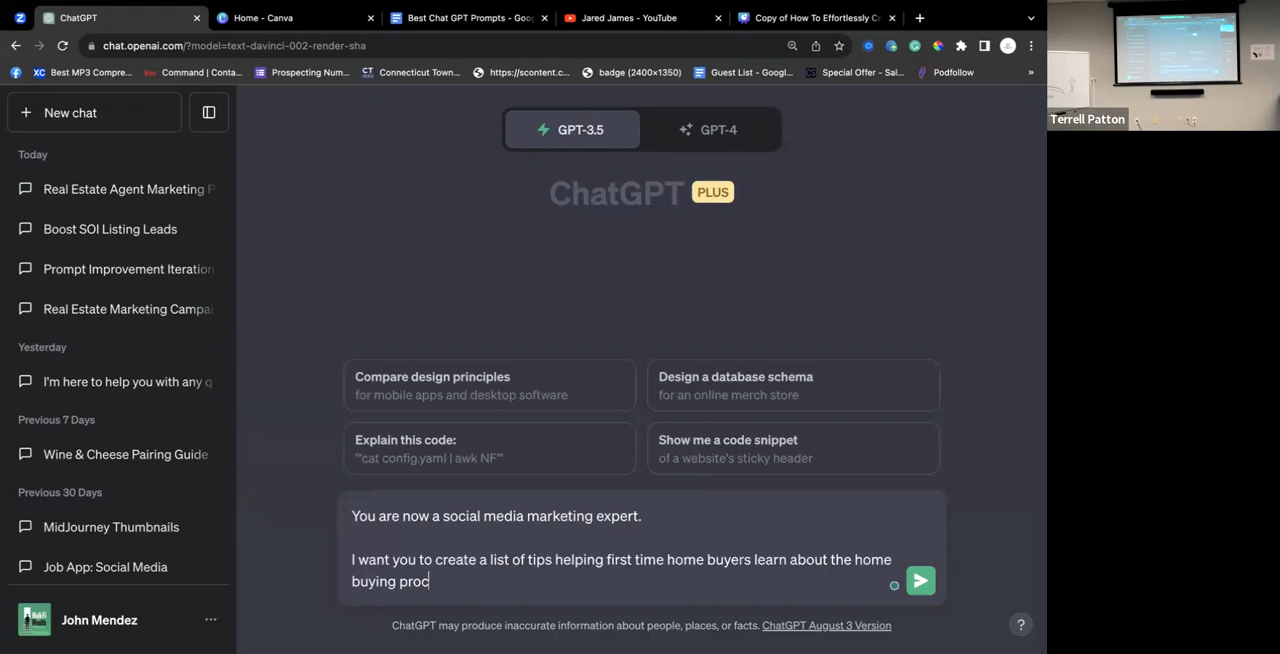 ChatGPT
Home - Canva
Best Chat GPT Prompts - Goo
Jared James - YouTube
Copy of How To Effortlessly Cr
chat.openai.com/?model=text-davinci-002-render-sha
Best MP3 Compre...
Command | Conta...
Prospecting Num...
Connecticut Town...
https://scontent.c...
badge (2400×1350)
Guest List - Googl...
Special Offer - Sal...
Podfollow
»
New chat
Today
Real Estate Agent Marketing P
Boost SOI Listing Leads
Prompt Improvement Iteration
Real Estate Marketing Campai
Yesterday
I'm here to help you with any q
Previous 7 Days
Wine & Cheese Pairing Guide
Previous 30 Days
MidJourney Thumbnails
Job App: Social Media
John Mendez
GPT-3.5
GPT-4
ChatGPT PLUS
Compare design principles
for mobile apps and desktop software
Design a database schema
for an online merch store
Explain this code:
"'cat config.yaml | awk NF'"
Show me a code snippet
of a website's sticky header
You are now a social media marketing expert.
I want you to create a list of tips helping first time home buyers learn about the home
buying proc
ChatGPT may produce inaccurate information about people, places, or facts. ChatGPT August 3 Version
?
Terrell Patton